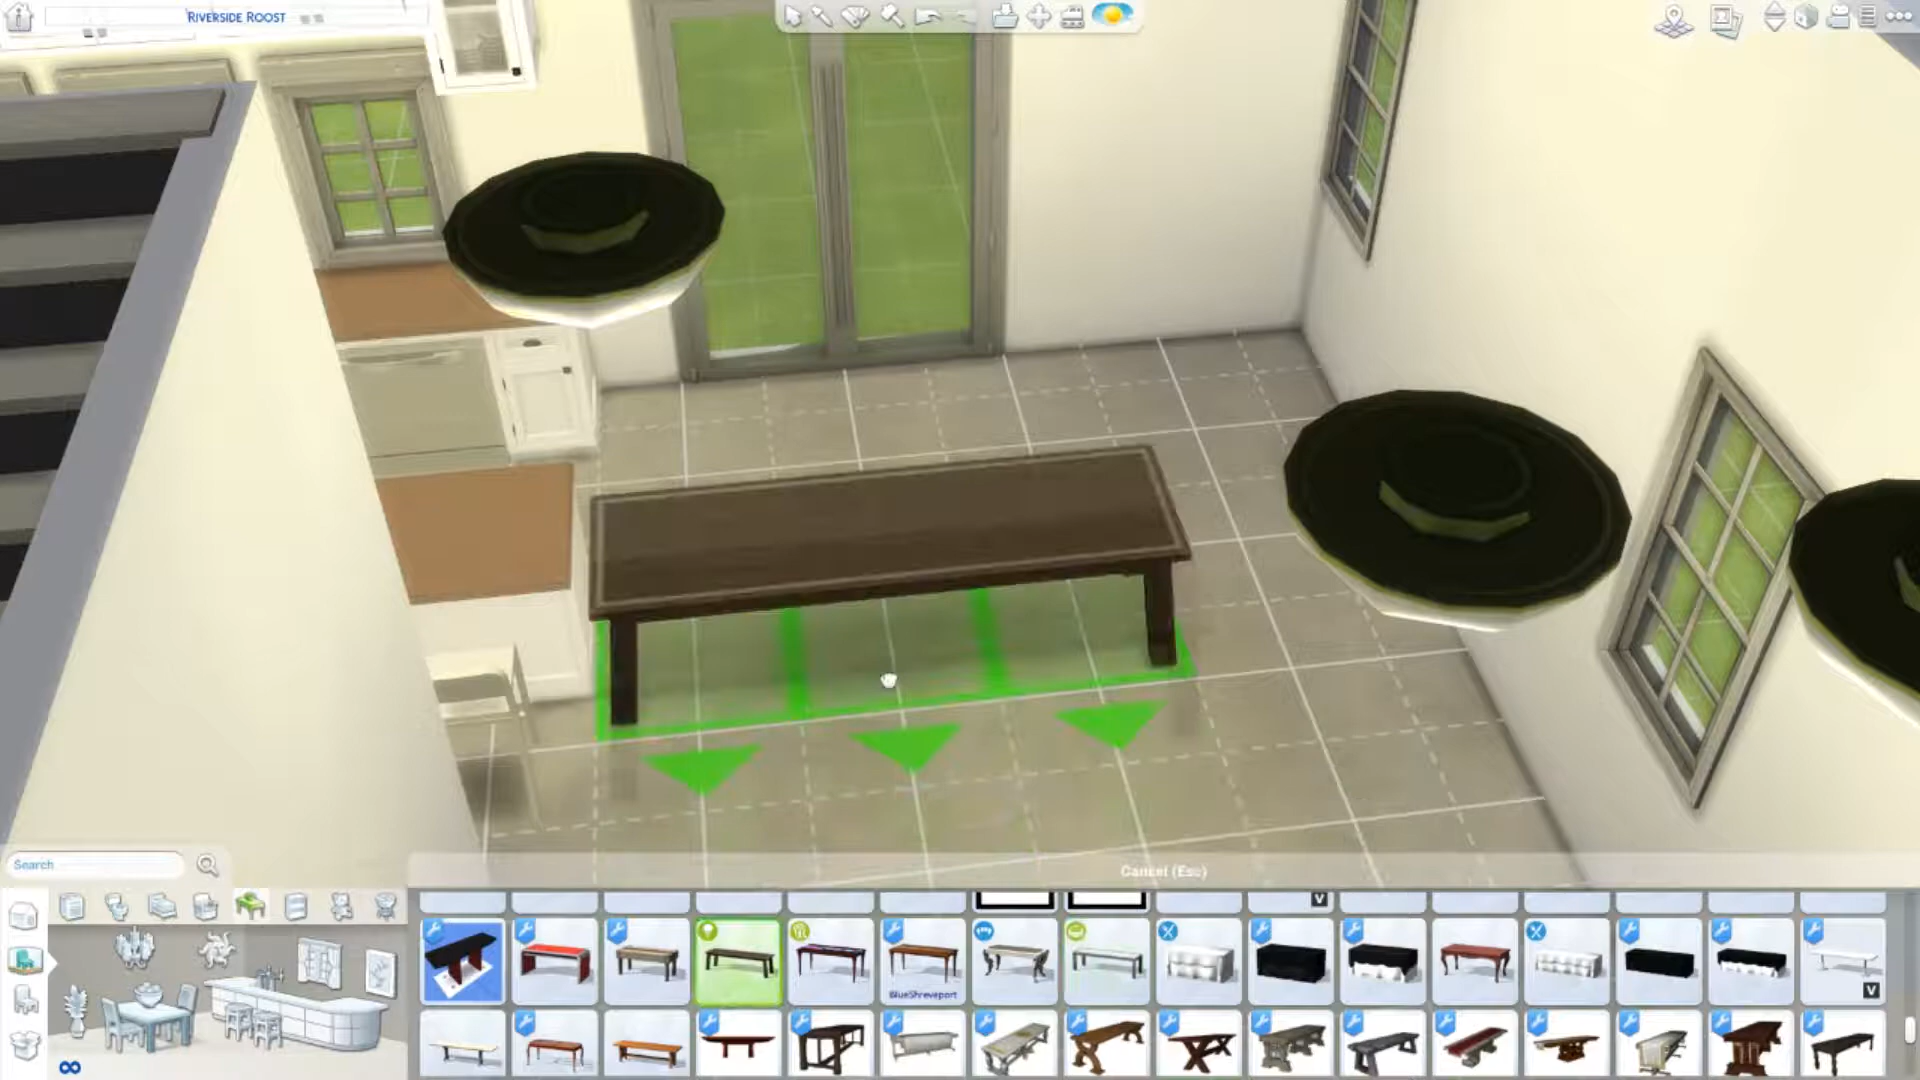 RIVERSIDE ROOST
Search
Cancel (Esc)
V
BlueShreveport
V